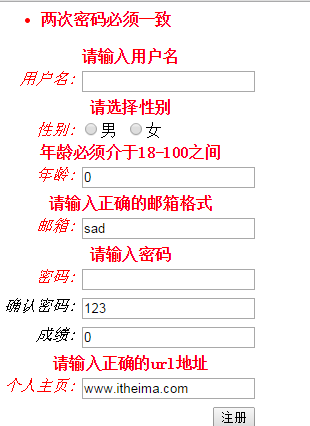 两次密码必须一致
请输入用户名
用户名:
请选择性别
性别: 男 女
年龄必须介于18-100之间
年龄: 0
请输入正确的邮箱格式
邮箱: sad
请输入密码
密码:
确认密码: 123
成绩: 0
请输入正确的url地址
个人主页: www.itheima.com
注册